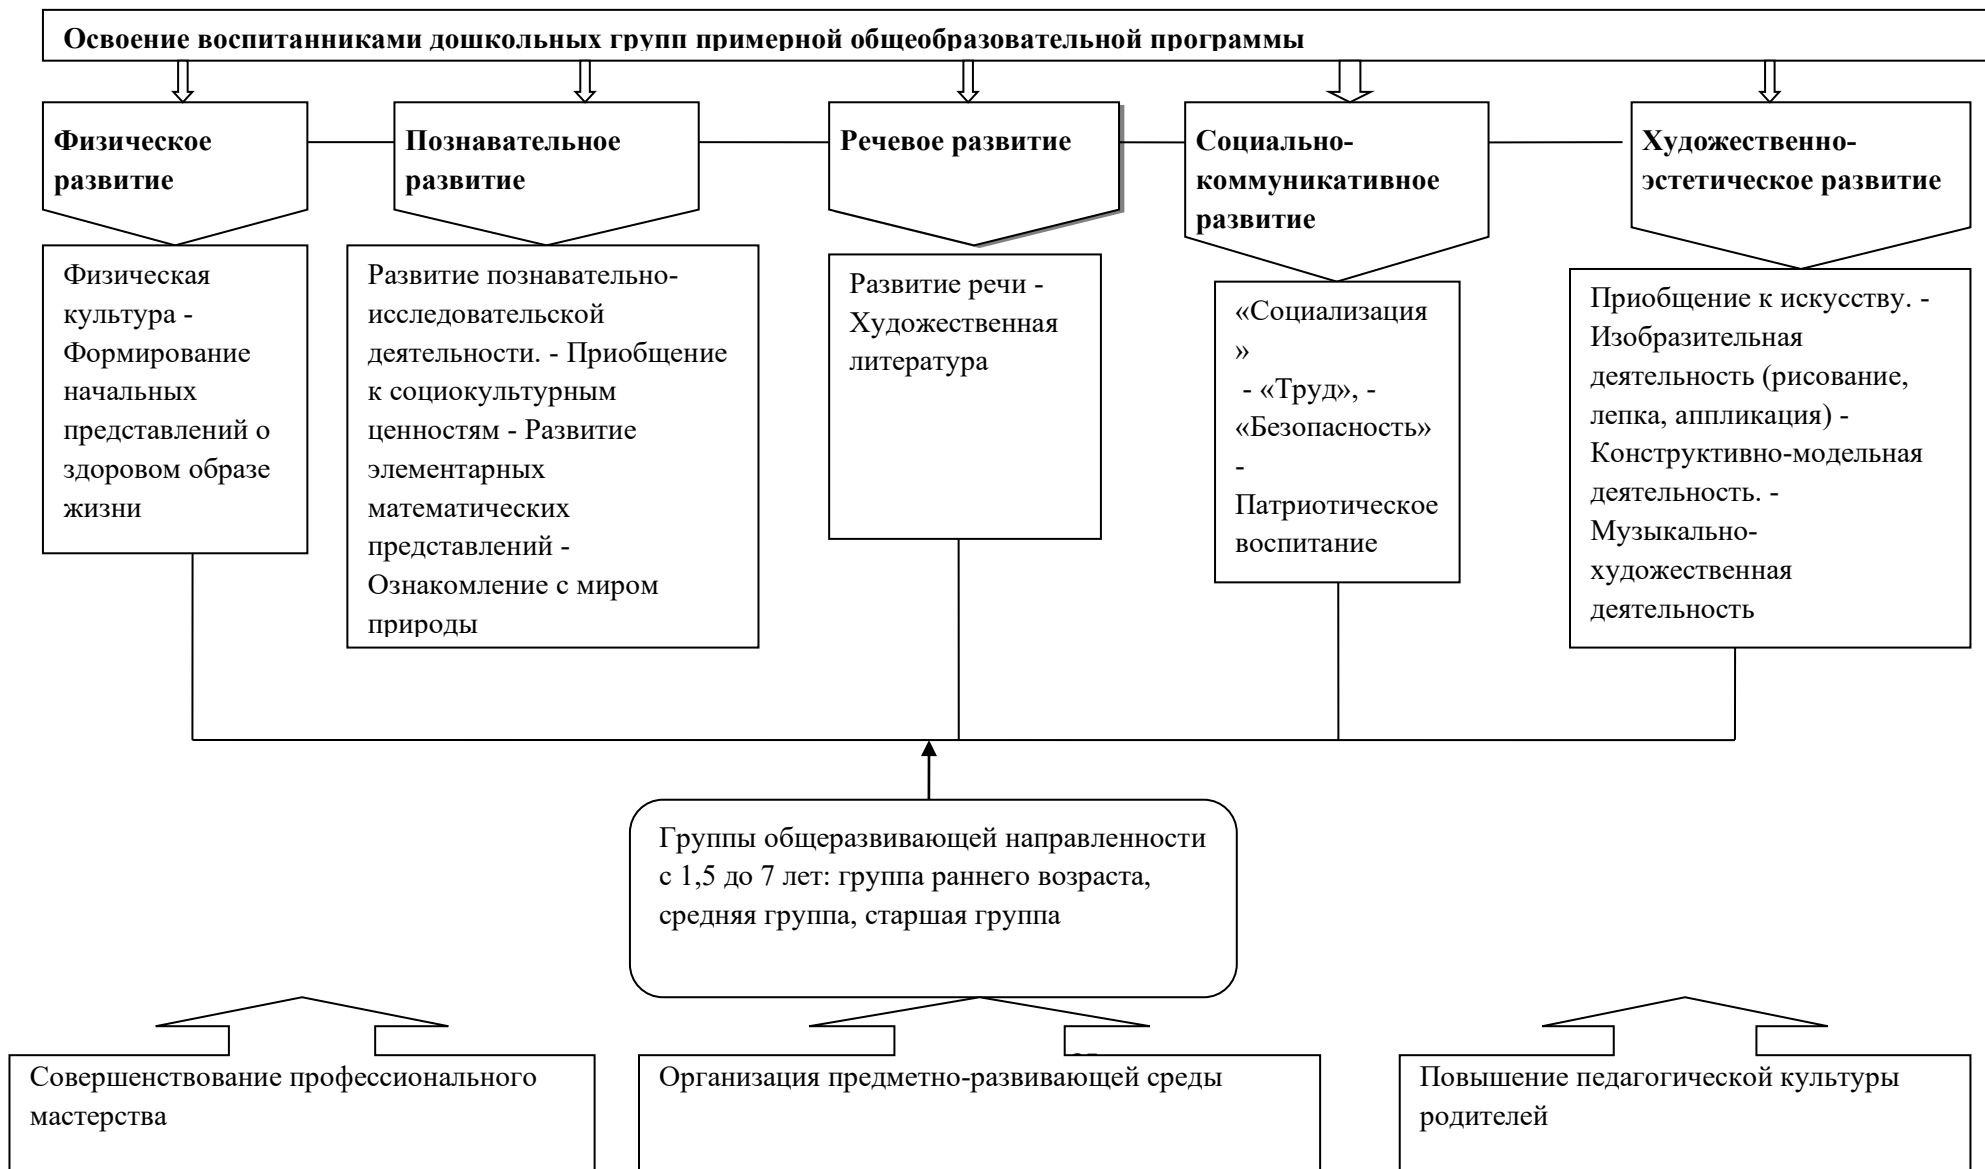 Освоение воспитанниками дошкольных групп примерной общеобразовательной программы
Физическое
развитие
Познавательное
развитие
Речевое развитие
Социально-
коммуникативное
развитие
Художественно-
эстетическое развитие
Физическая
культура -
Формирование
начальных
представлений о
здоровом образе
жизни
Развитие познавательно-
исследовательской
деятельности. - Приобщение
к социокультурным
ценностям - Развитие
элементарных
математических
представлений -
Ознакомление с миром
природы
Развитие речи -
Художественная
литература
«Социализация
»
- «Труд», -
«Безопасность»
-
Патриотическое
воспитание
Приобщение к искусству. -
Изобразительная
деятельность (рисование,
лепка, аппликация) -
Конструктивно-модельная
деятельность. -
Музыкально-
художественная
деятельность
Группы общеразвивающей направленности
с 1,5 до 7 лет: группа раннего возраста,
средняя группа, старшая группа
Совершенствование профессионального
мастерства
Организация предметно-развивающей среды
Повышение педагогической культуры
родителей